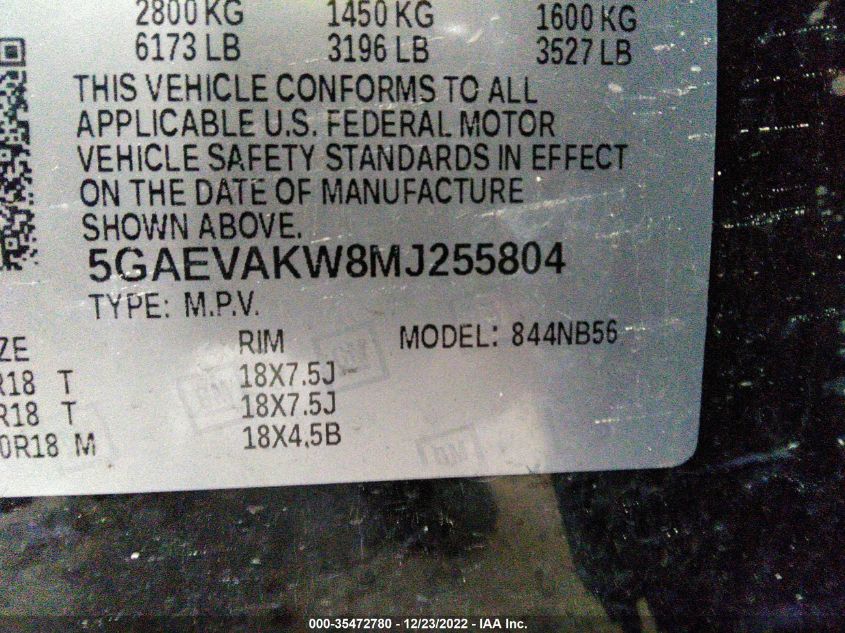 2800 KG 1450 KG 1600 KG
6173 LB 3196 LB 3527 LB
THIS VEHICLE CONFORMS TO ALL
APPLICABLE U.S. FEDERAL MOTOR
VEHICLE SAFETY STANDARDS IN EFFECT
ON THE DATE OF MANUFACTURE
SHOWN ABOVE.
5GAEVAKW8MJ255804
TYPE: M.P.V.
ZE RIM MODEL: 844NB56
R18 T 18X7.5J
R18 T 18X7.5J
0R18 M 18X4.5B
000-35472780 - 12/23/2022 - IAA Inc.